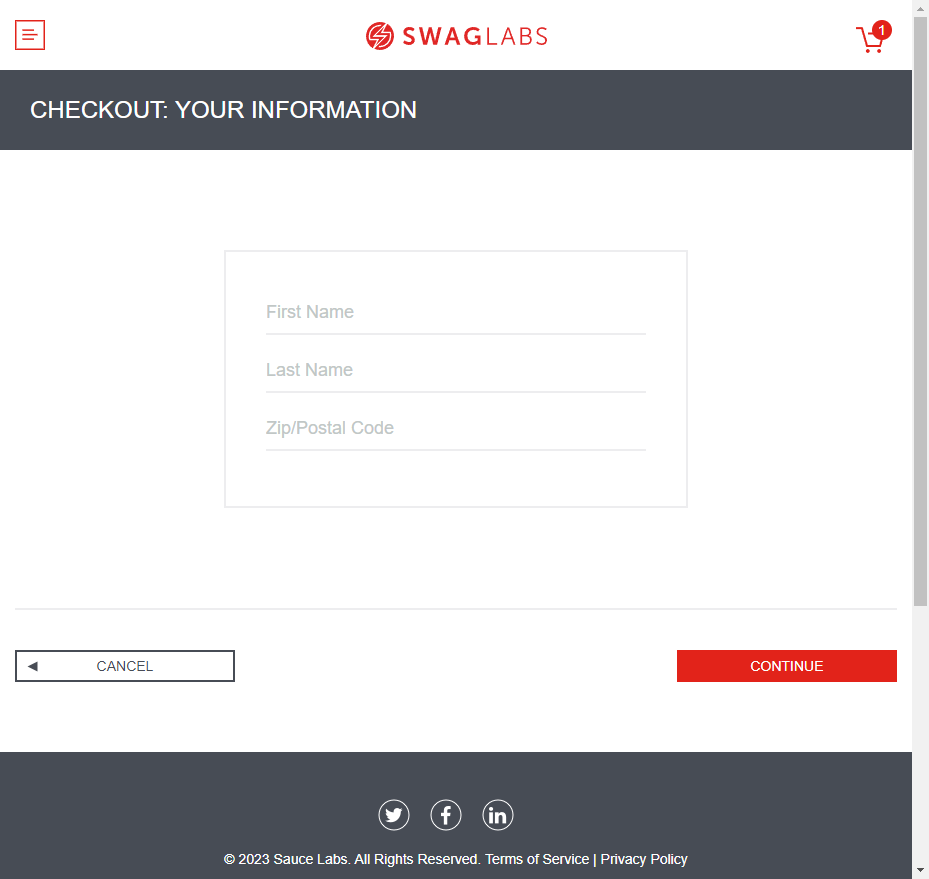 SWAGLABS
1
CHECKOUT: YOUR INFORMATION
First Name
Last Name
Zip/Postal Code
CANCEL
CONTINUE
© 2023 Sauce Labs. All Rights Reserved. Terms of Service | Privacy Policy